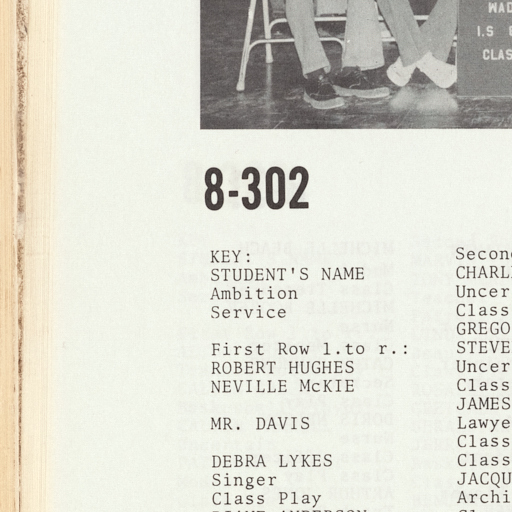 WAD
I.S
CLAS
8-302
KEY:
STUDENT'S NAME
Ambition
Service
First Row l.to r.:
ROBERT HUGHES
NEVILLE McKIE
MR. DAVIS
DEBRA LYKES
Singer
Class Play
Secon
CHARL
Uncer
Class
GREGO
STEVE
Uncer
Class
JAMES
Lawye
Class
Class
JACQU
Archi